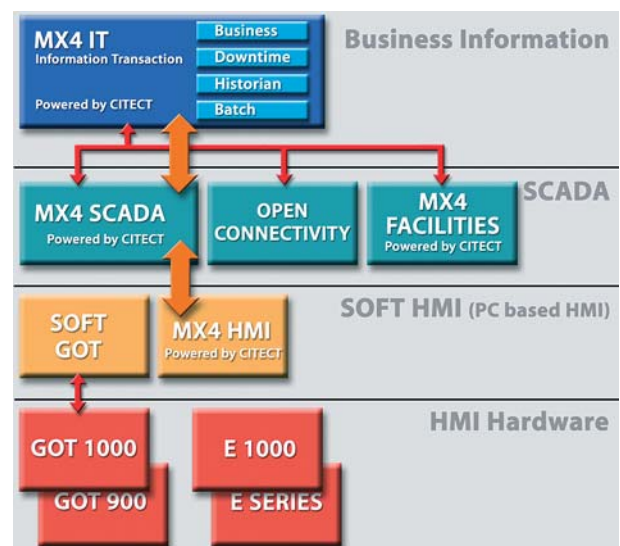 MX4 IT
Information Transaction
Powered by CITECT
Business
Downtime
Historian
Batch
Business Information
MX4 SCADA
Powered by CITECT
OPEN
CONNECTIVITY
MX4
FACILITIES
Powered by CITECT
SCADA
SOFT
GOT
MX4 HMI
Powered by CITECT
SOFT HMI (PC based HMI)
GOT 1000
GOT 900
E 1000
E SERIES
HMI Hardware